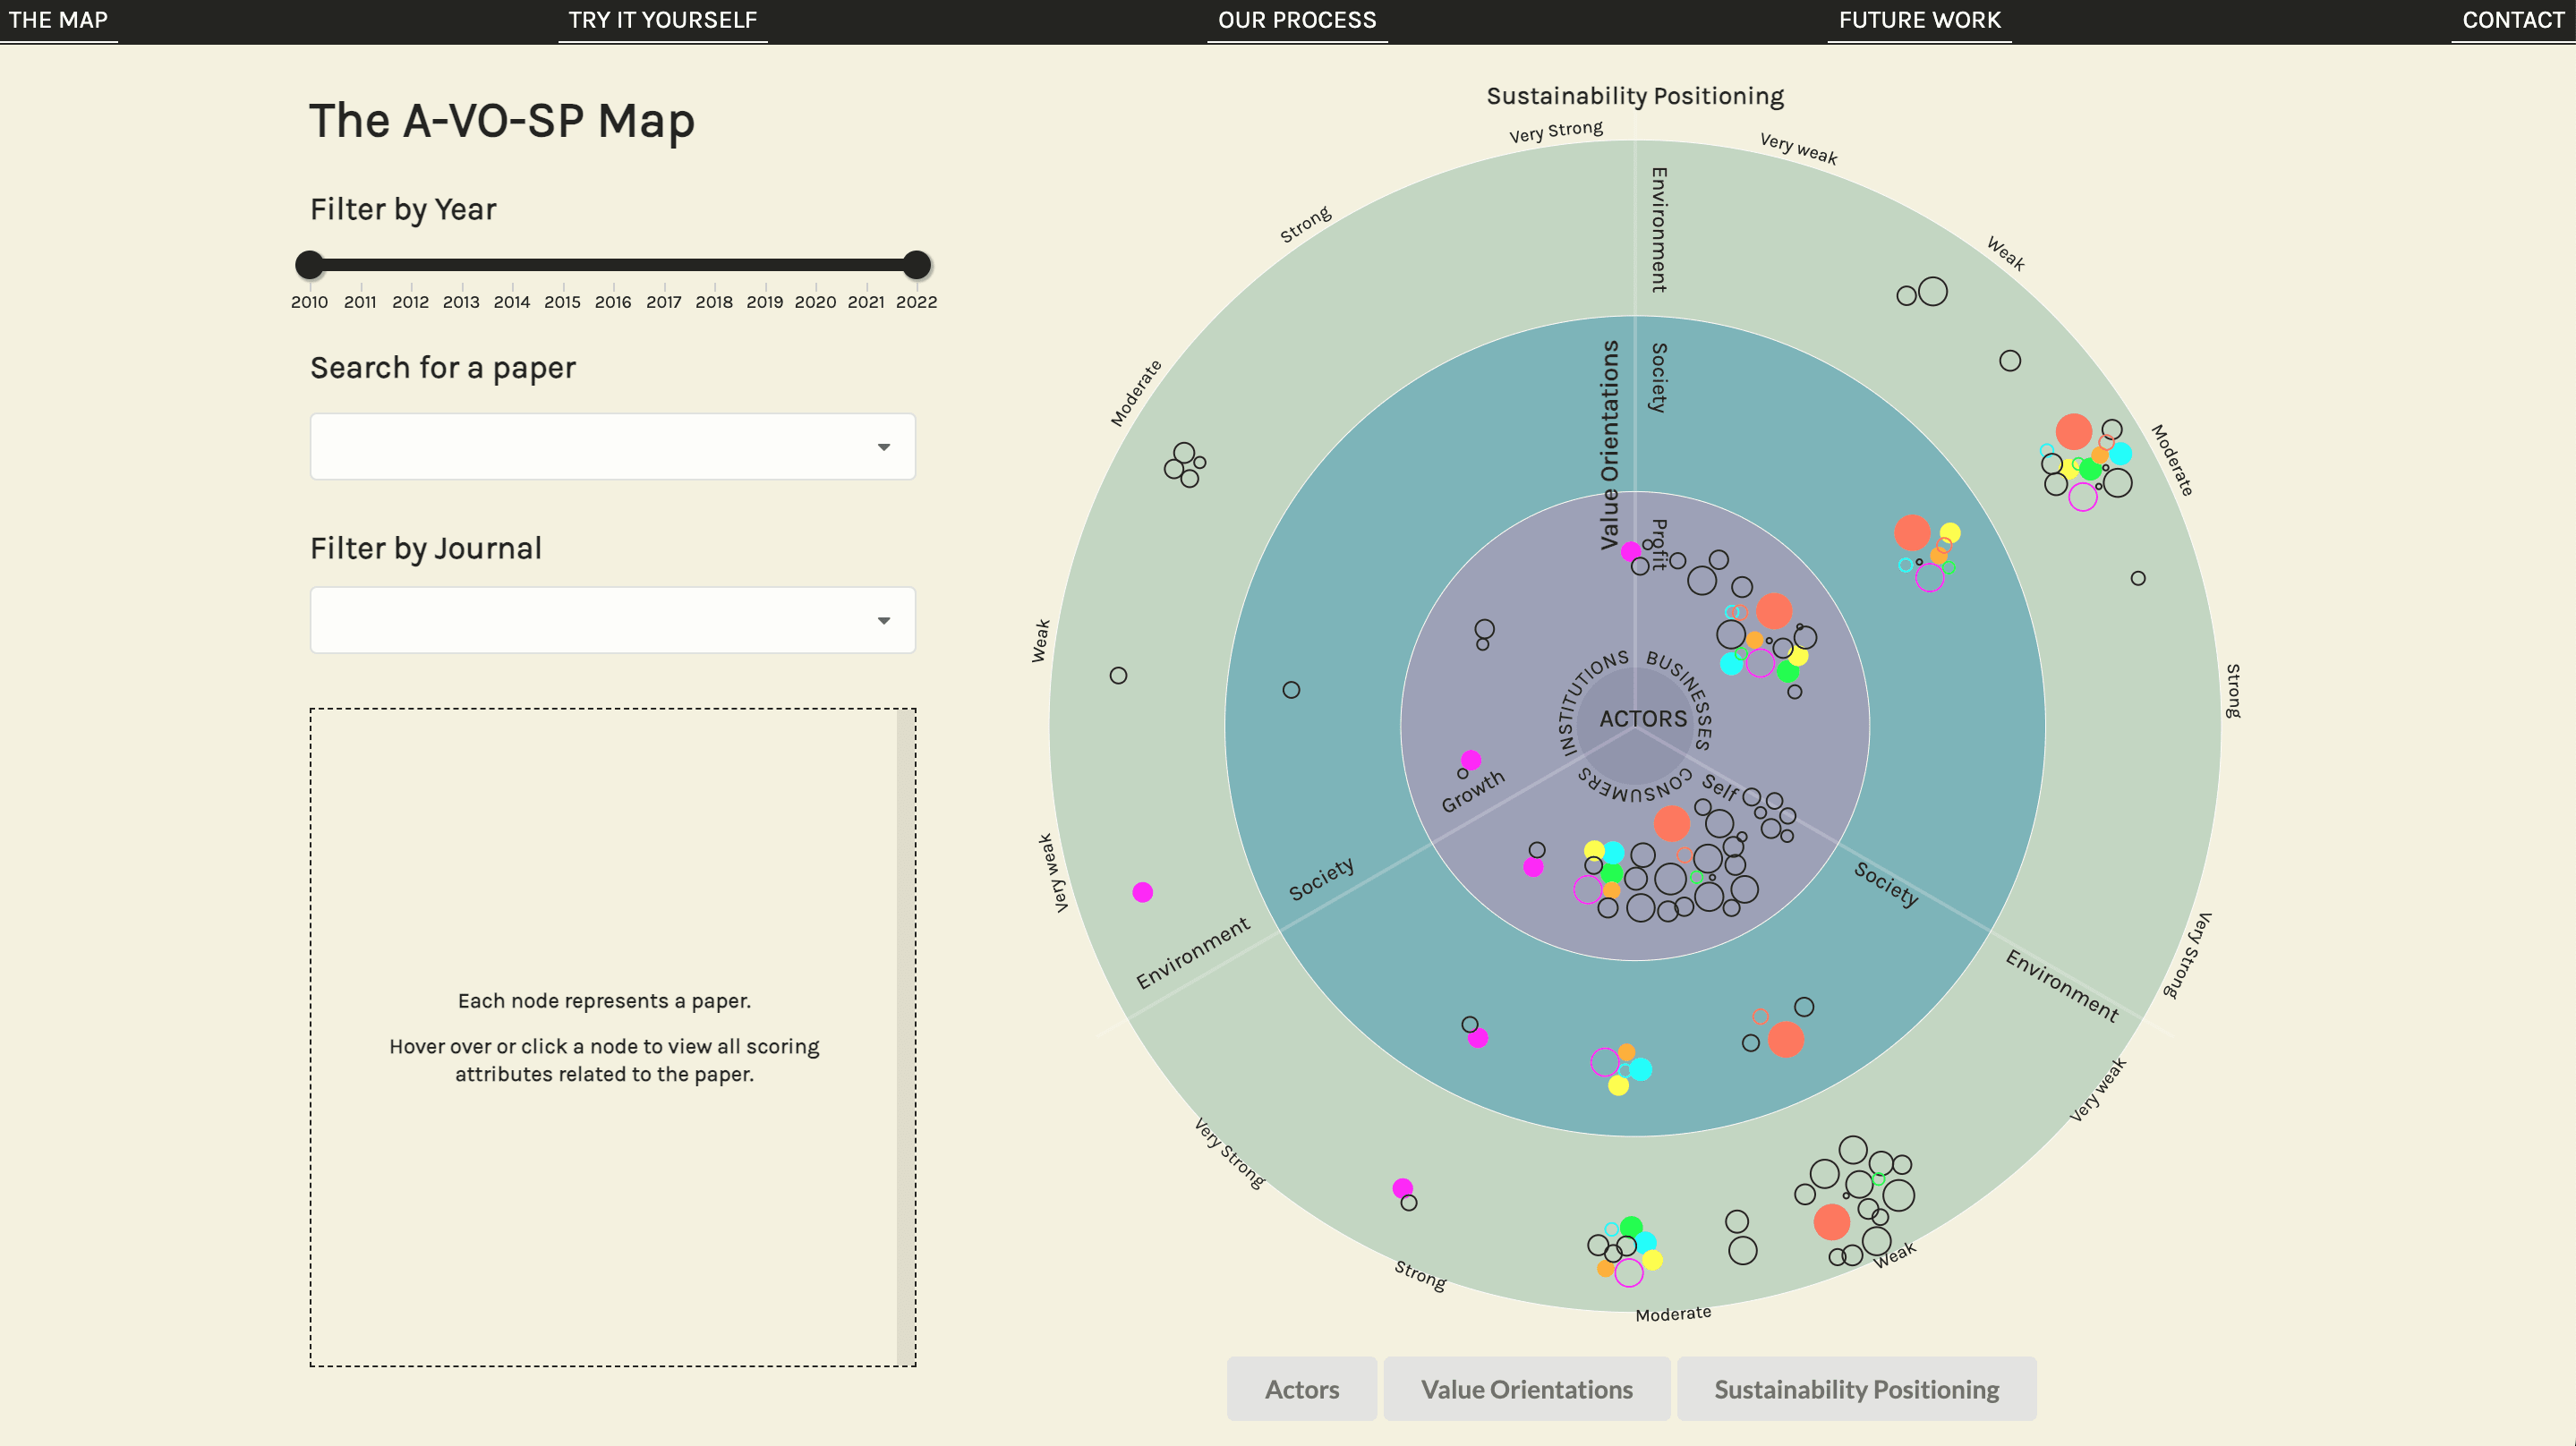 THE MAP
TRY IT YOURSELF
OUR PROCESS
FUTURE WORK
CONTACT
The A-VO-SP Map
Filter by Year
2010 2011 2012 2013 2014 2015 2016 2017 2018 2019 2020 2021 2022
Search for a paper
Filter by Journal
Each node represents a paper.
Hover over or click a node to view all scoring
attributes related to the paper.
Sustainability Positioning
Very Strong
Very weak
Strong
Weak
Moderate
Moderate
Weak
Strong
Very weak
Very Strong
Very Strong
Very weak
Strong
Moderate
Weak
Value Orientations
Environment
Society
Profit
INSTITUTIONS
BUSINESSES
ACTORS
CONSUMERS
Self
Society
Environment
Growth
Society
Environment
Actors
Value Orientations
Sustainability Positioning